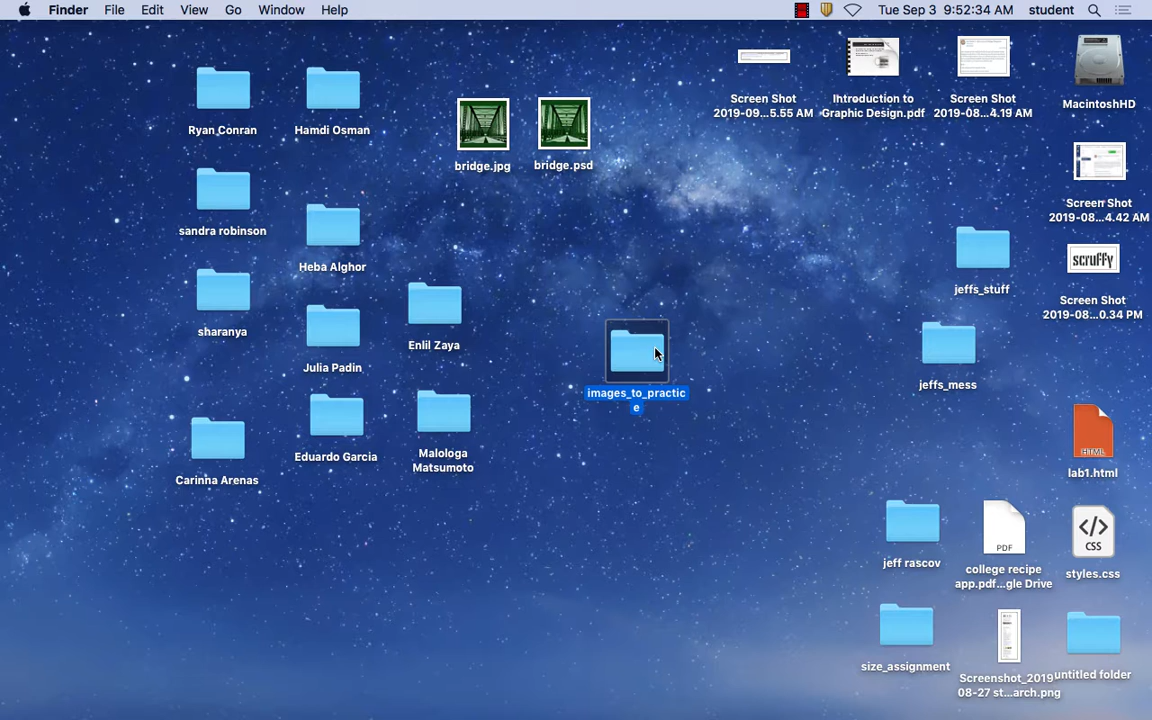 Finder File Edit View Go Window Help Tue Sep 3 9:52:34 AM student
Screen Shot
2019-09...5.55 AM
Introduction to
Graphic Design.pdf
Screen Shot
2019-08...4.19 AM
MacintoshHD
Ryan Conran
Hamdi Osman
bridge.jpg
bridge.psd
Screen Shot
2019-08...4.42 AM
sandra robinson
Heba Alghor
jeffs_stuff
scruffy
Screen Shot
2019-08...0.34 PM
sharanya
Enlil Zaya
Julia Padin
images_to_practic
e
jeffs_mess
Eduardo Garcia
Malologa
Matsumoto
Carinna Arenas
HTML
lab1.html
jeff rascov
PDF
college recipe
app.pdf...gle Drive
</>
CSS
styles.css
size_assignment
Screenshot_2019
08-27 st...arch.png
untitled folder